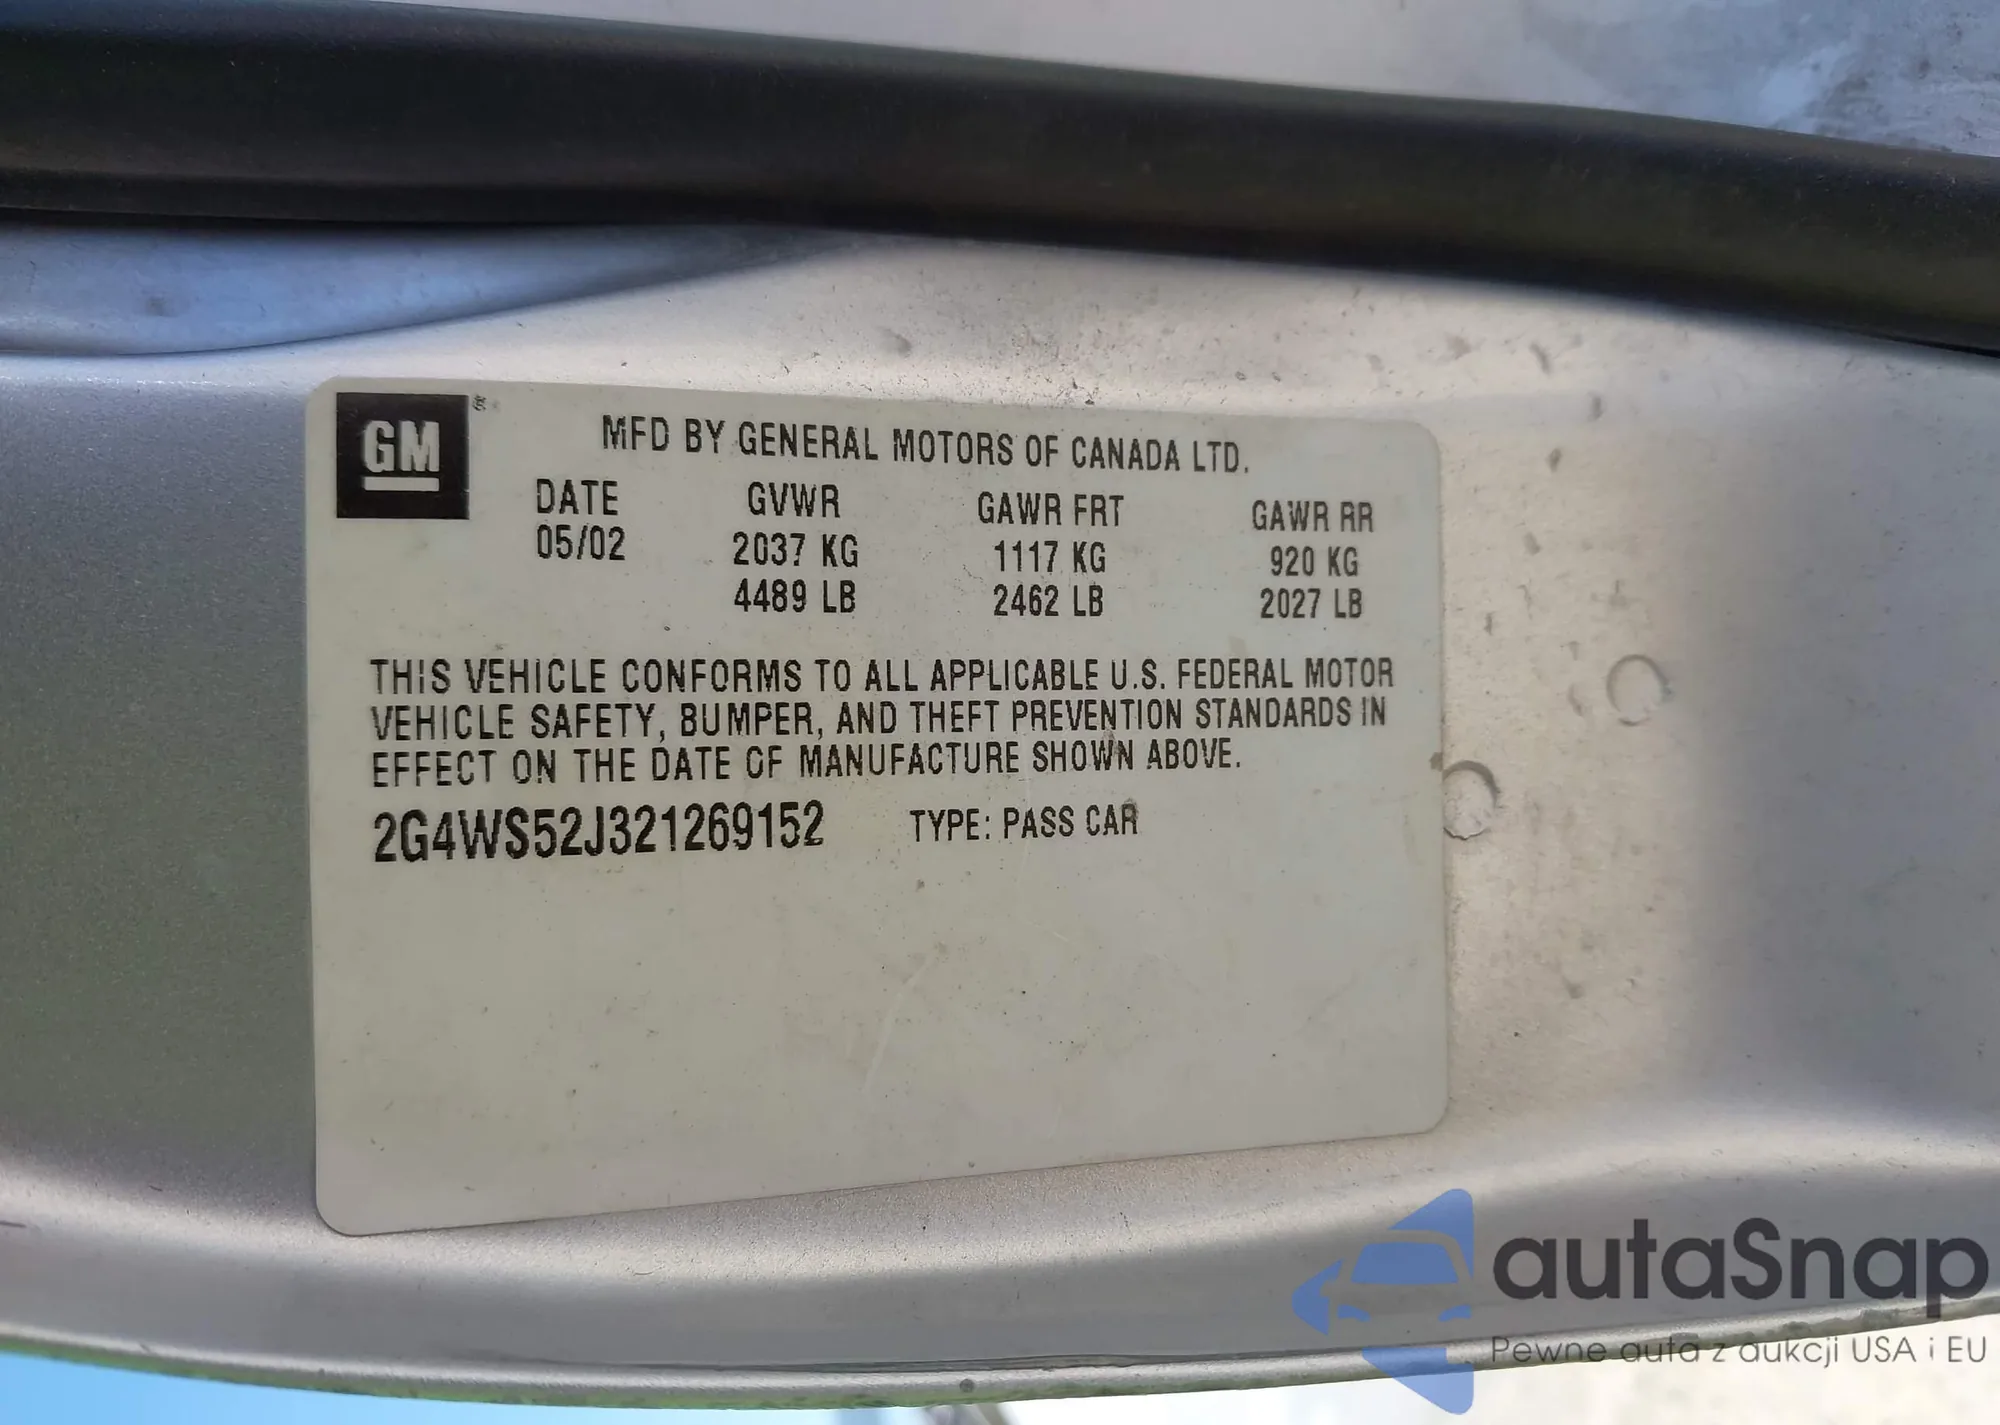 GM
MFD BY GENERAL MOTORS OF CANADA LTD.
DATE GVWR GAWR FRT GAWR RR
05/02 2037 KG 1117 KG 920 KG
4489 LB 2462 LB 2027 LB
THIS VEHICLE CONFORMS TO ALL APPLICABLE U.S. FEDERAL MOTOR
VEHICLE SAFETY, BUMPER, AND THEFT PREVENTION STANDARDS IN
EFFECT ON THE DATE OF MANUFACTURE SHOWN ABOVE.
2G4WS52J321269152 TYPE: PASS CAR
autaSnap
Pewne auta z aukcji USA i EU